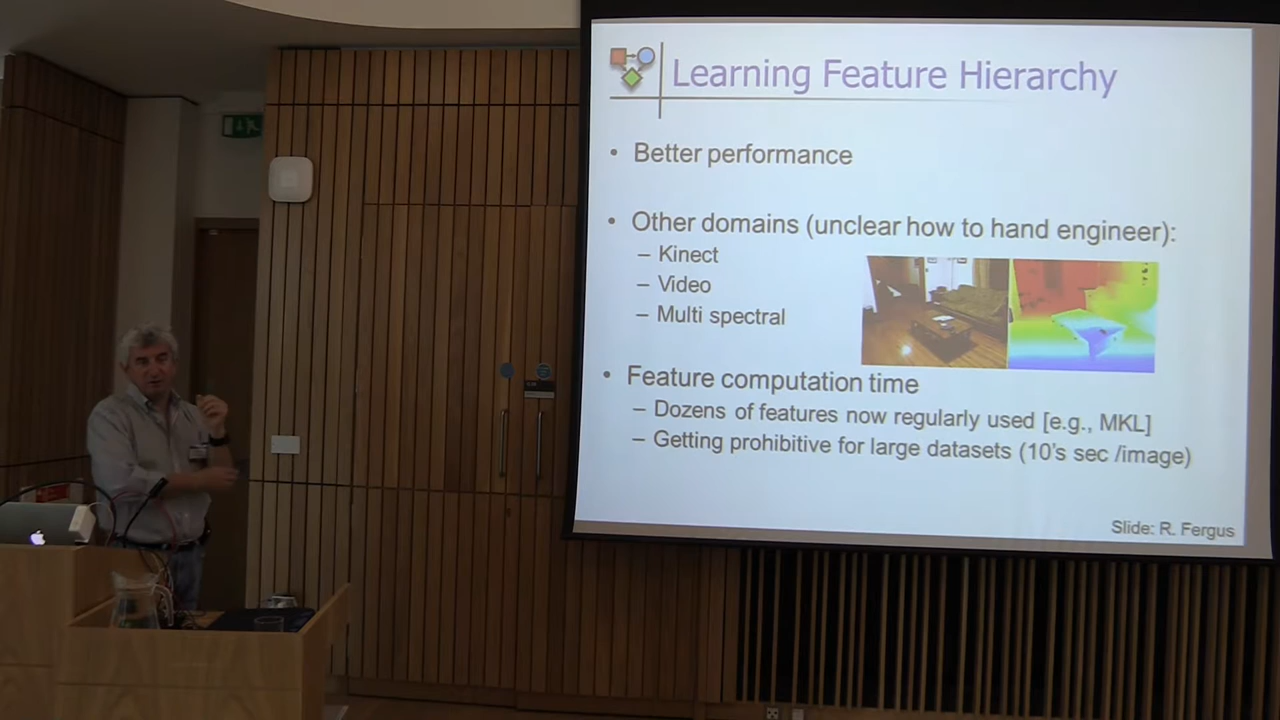 Learning Feature Hierarchy
• Better performance
• Other domains (unclear how to hand engineer):
– Kinect
– Video
– Multi spectral
• Feature computation time
– Dozens of features now regularly used [e.g., MKL]
– Getting prohibitive for large datasets (10's sec /image)
Slide: R. Fergus